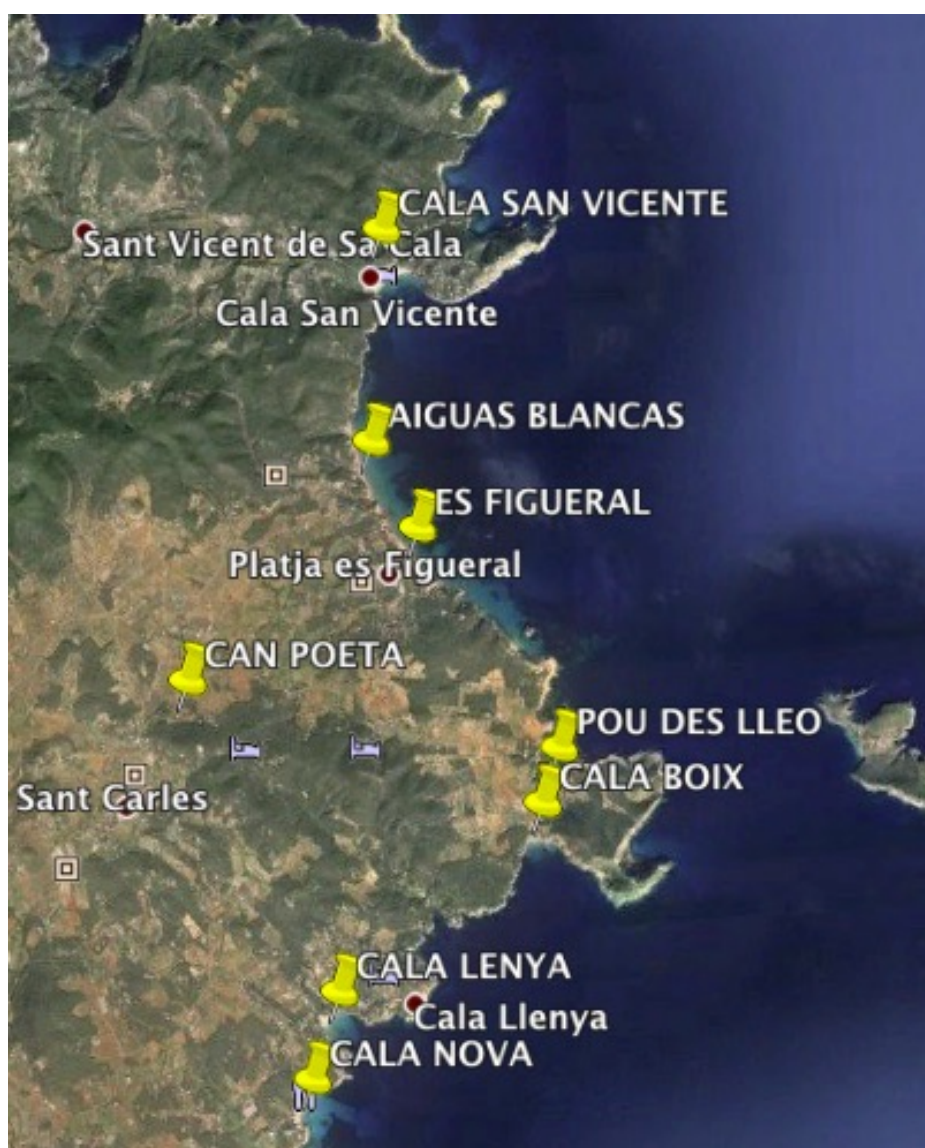 CALA SAN VICENTE
Sant Vicent de Sa Cala
Cala San Vicente
AIGUAS BLANCAS
ES FIGUERAL
Platja es Figueral
CAN POETA
POU DES LLEO
CALA BOIX
Sant Carles
CALA LENYA
Cala Llenya
CALA NOVA